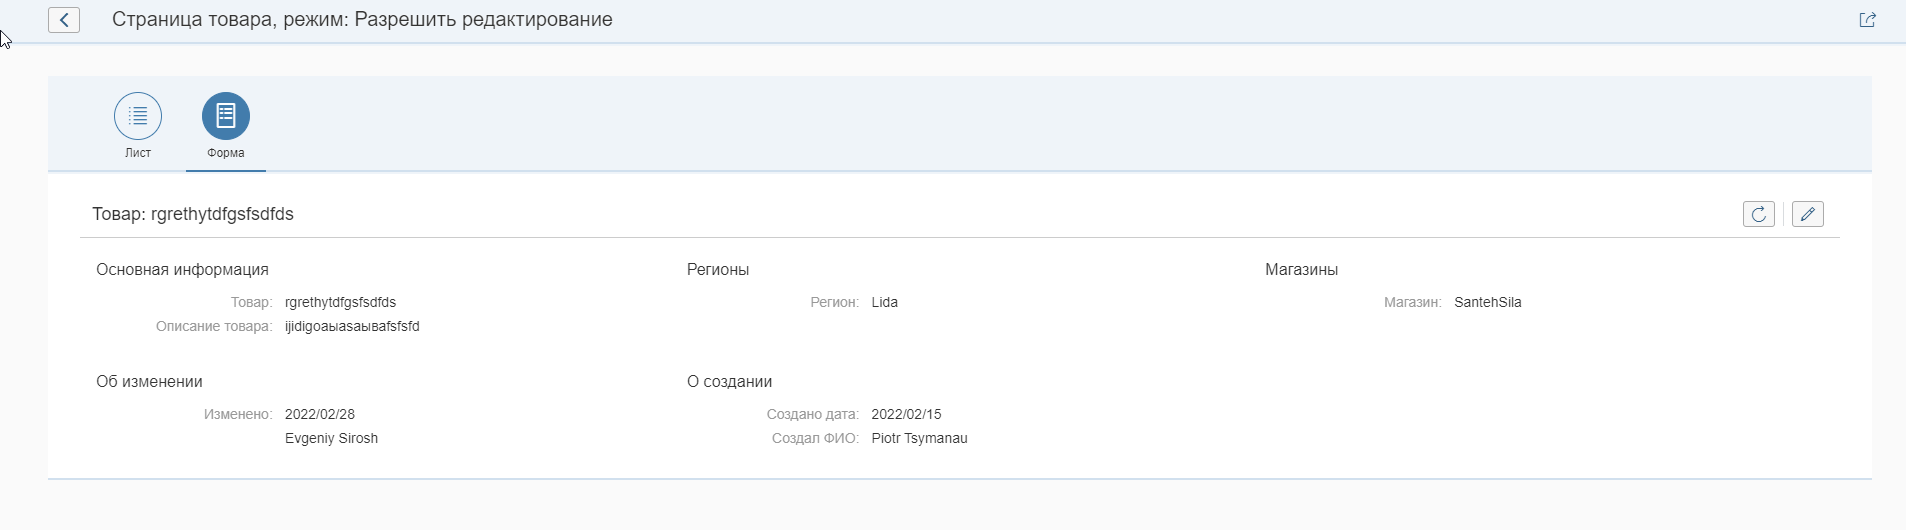 Страница товара, режим: Разрешить редактирование
Лист
Форма
Товар: rgrethytdfgsfsdfds
Основная информация
Товар: rgrethytdfgsfsdfds
Описание товара: ijidigoaыasaывafsfsfd
Регионы
Регион: Lida
Магазины
Магазин: SantehSila
Об изменении
Изменено: 2022/02/28
Evgeniy Sirosh
О создании
Создано дата: 2022/02/15
Создал ФИО: Piotr Tsymanau